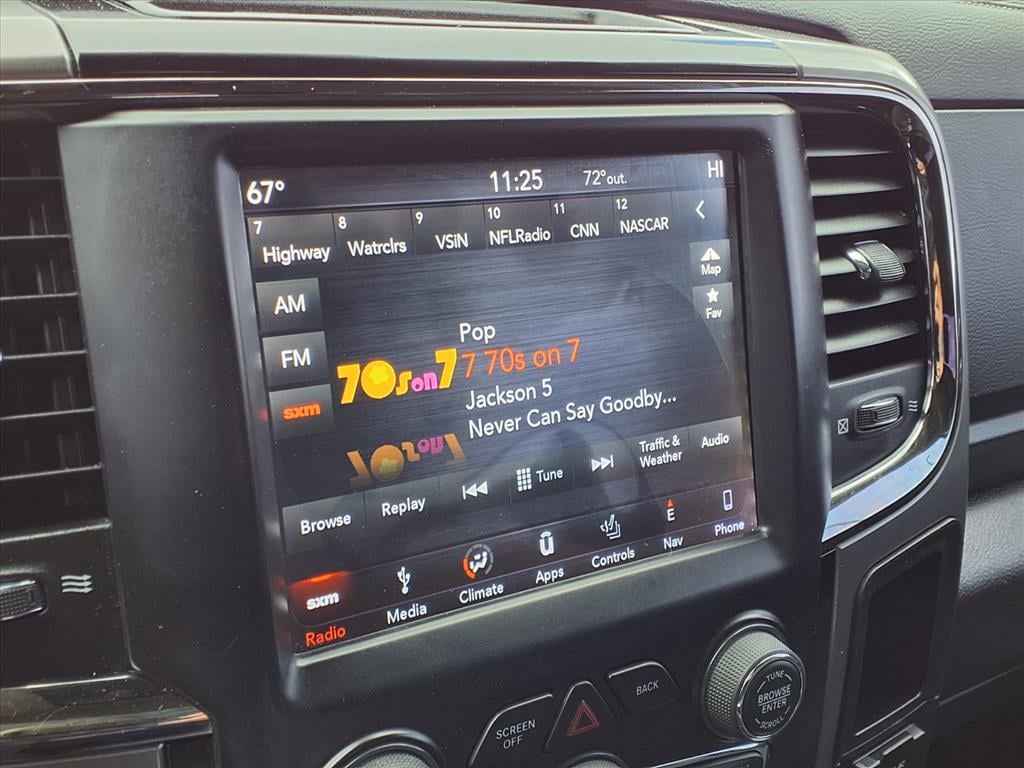 67° 11:25 72°out. HI
7 8 9 10 11 12
Highway Watrclrs VSiN NFLRadio CNN NASCAR
Map
AM
Fav
Pop
FM
70s on 7 7 70s on 7
Jackson 5
sxm
Never Can Say Goodby...
Browse Replay Tune Traffic & Weather Audio
sxm
Radio Media Climate Apps Controls E Nav Phone
SCREEN OFF
BACK
TUNE
BROWSE
ENTER
SCROLL